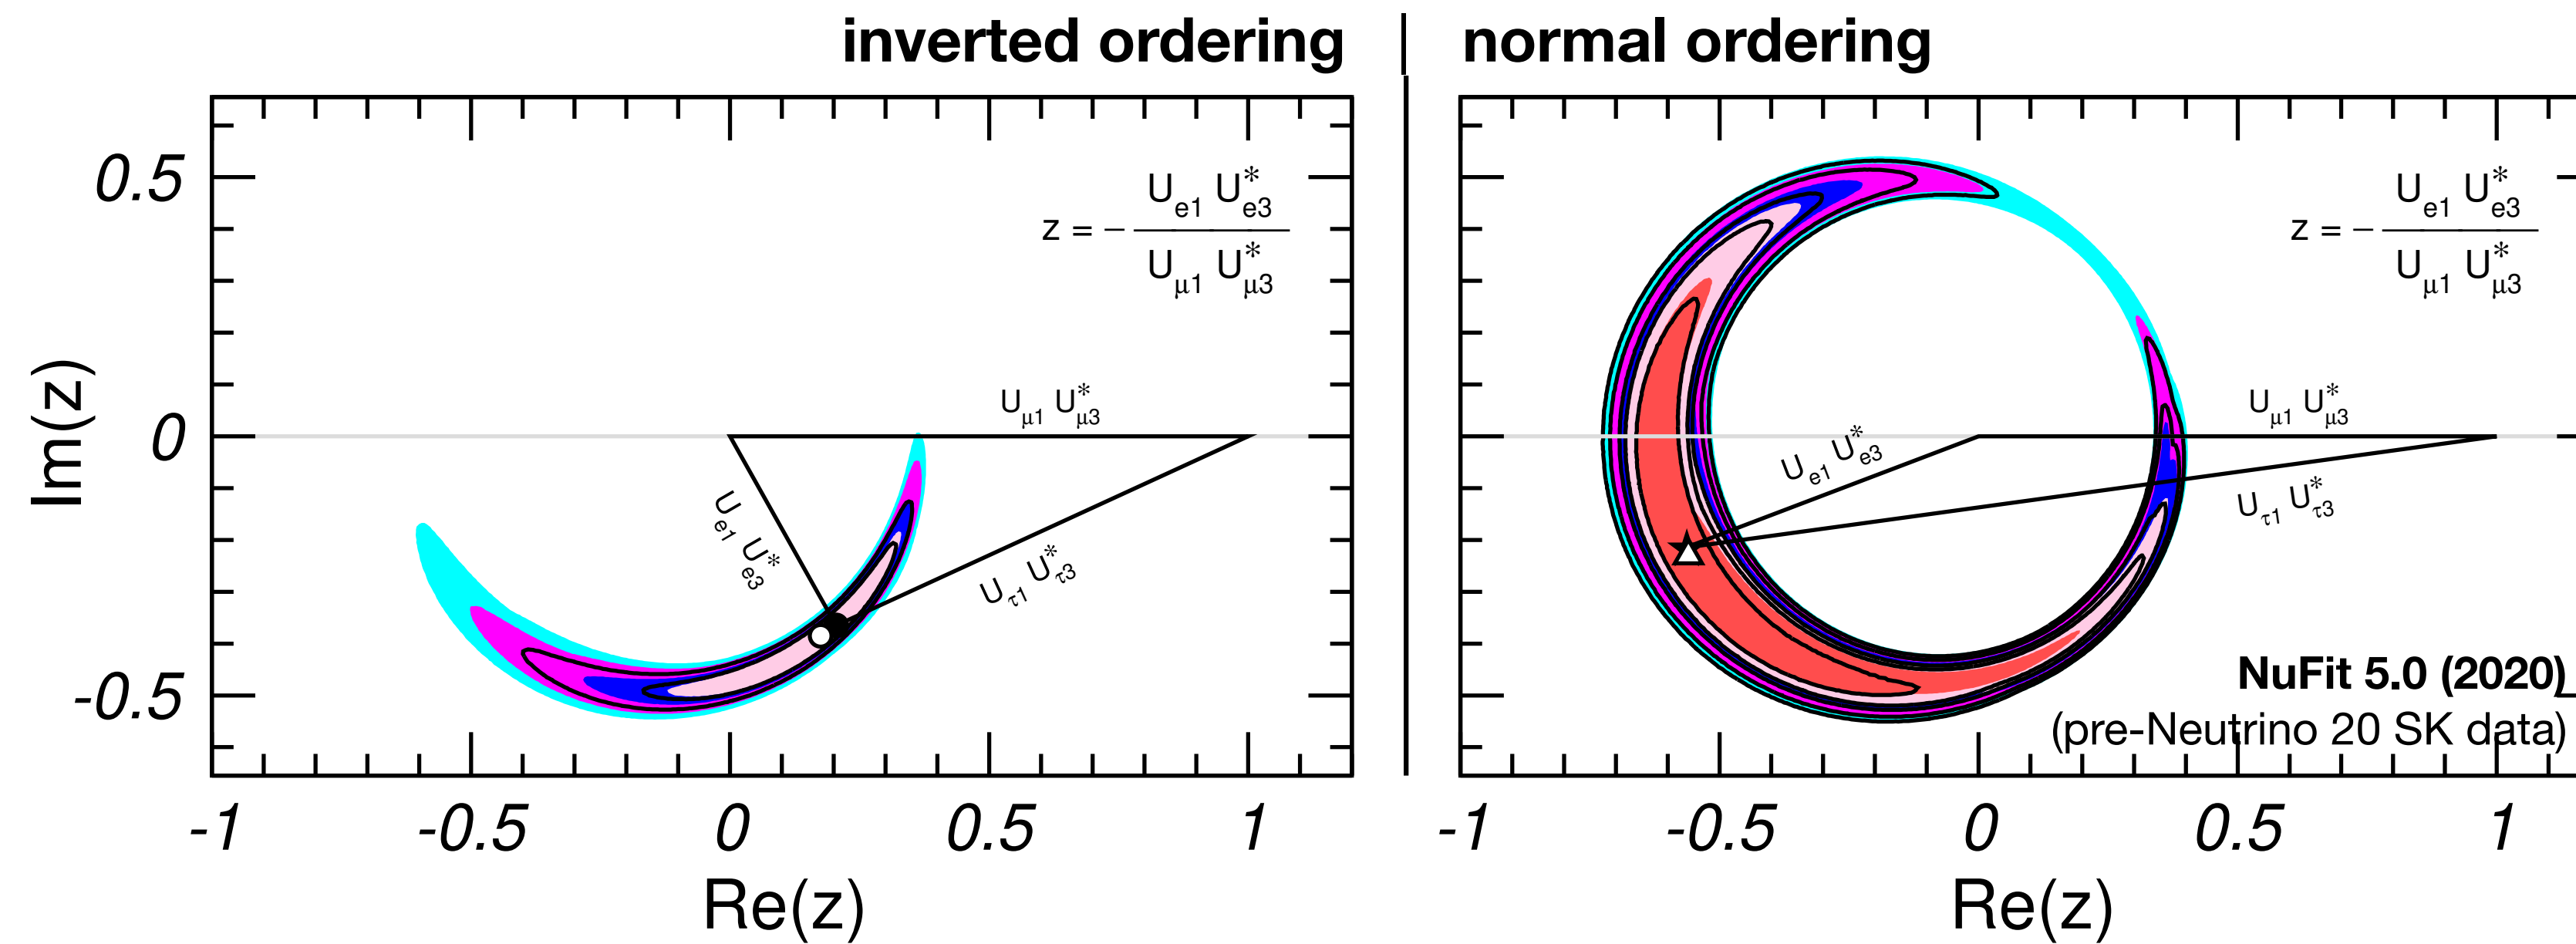 inverted ordering | normal ordering
0.5
0
-0.5
Im(z)
z = − U_e1 U*_e3 / U_μ1 U*_μ3
U_μ1 U*_μ3
U_e1 U*_e3
U_τ1 U*_τ3
-1 -0.5 0 0.5 1
Re(z)
z = − U_e1 U*_e3 / U_μ1 U*_μ3
U_μ1 U*_μ3
U_e1 U*_e3
U_τ1 U*_τ3
NuFit 5.0 (2020)
(pre-Neutrino 20 SK data)
-1 -0.5 0 0.5 1
Re(z)